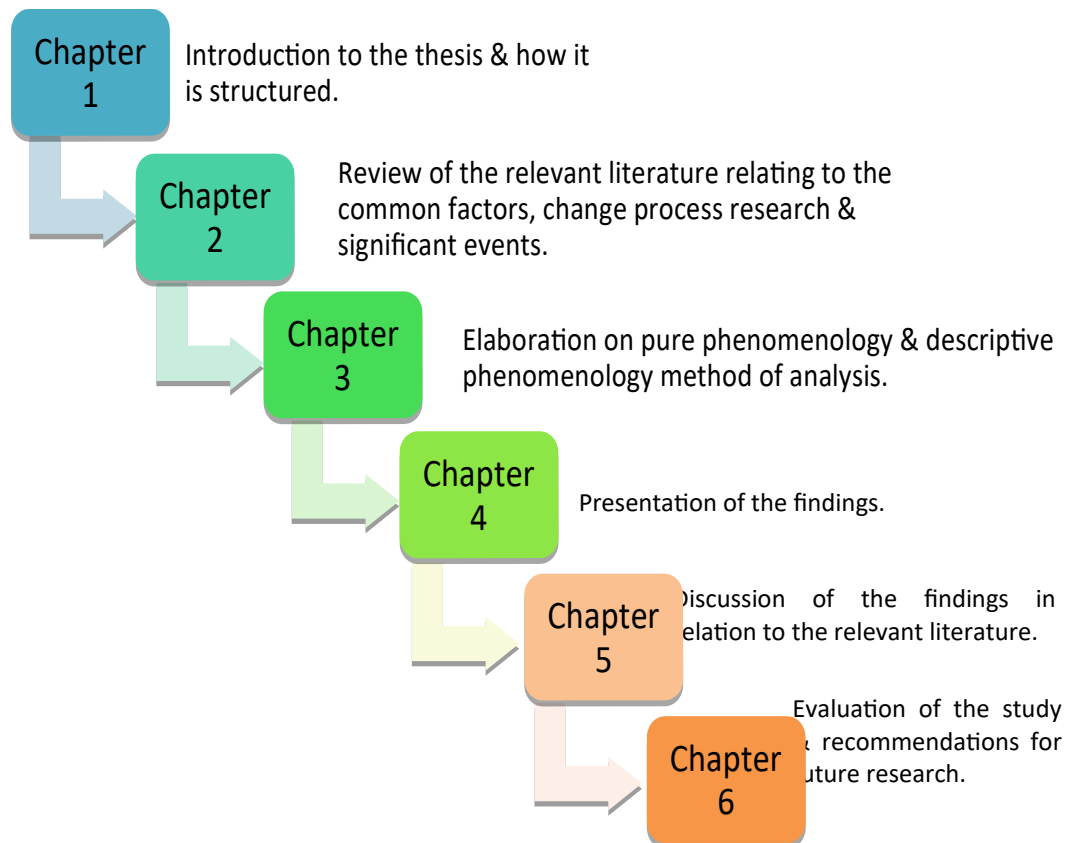 Chapter
1
Introduction to the thesis & how it
is structured.
Chapter
2
Review of the relevant literature relating to the
common factors, change process research &
significant events.
Chapter
3
Elaboration on pure phenomenology & descriptive
phenomenology method of analysis.
Chapter
4
Presentation of the findings.
Chapter
5
Discussion of the findings in
relation to the relevant literature.
Chapter
6
Evaluation of the study
& recommendations for
future research.